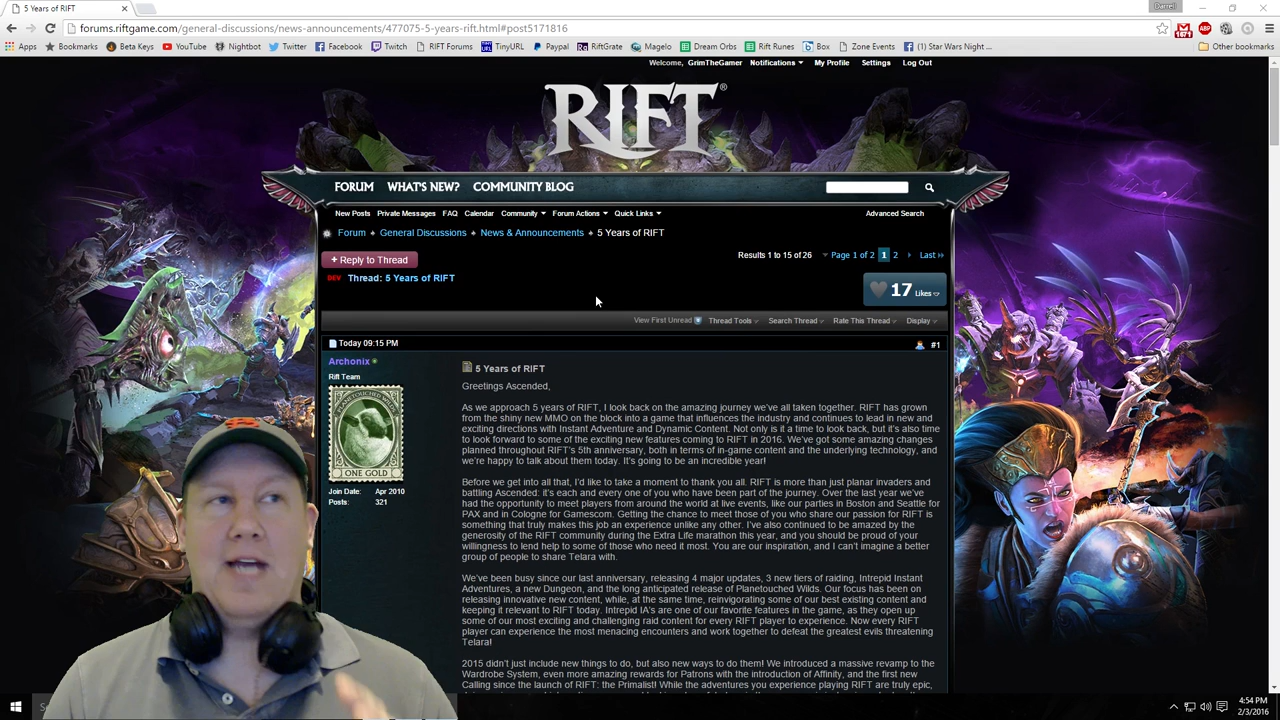 5 Years of RIFT
Darrell
forums.riftgame.com/general-discussions/news-announcements/477075-5-years-rift.html#post5171816
1671
ABP
Apps Bookmarks Beta Keys YouTube Nightbot Twitter Facebook Twitch RIFT Forums TinyURL Paypal RiftGrate Magelo Dream Orbs Rift Runes Box Zone Events (1) Star Wars Night ... Other bookmarks
Welcome, GrimTheGamer Notifications My Profile Settings Log Out
RIFT®
FORUM WHAT'S NEW? COMMUNITY BLOG
New Posts Private Messages FAQ Calendar Community Forum Actions Quick Links Advanced Search
Forum General Discussions News & Announcements 5 Years of RIFT
+ Reply to Thread Results 1 to 15 of 26 Page 1 of 2 1 2 Last
DEV Thread: 5 Years of RIFT
17 Likes
View First Unread Thread Tools Search Thread Rate This Thread Display
Today 09:15 PM #1
Archonix
Rift Team
ONE GOLD
Join Date: Apr 2010
Posts: 321
5 Years of RIFT
Greetings Ascended,
As we approach 5 years of RIFT, I look back on the amazing journey we've all taken together. RIFT has grown
from the shiny new MMO on the block into a game that influences the industry and continues to lead in new and
exciting directions with Instant Adventure and Dynamic Content. Not only is it a time to look back, but it's also time
to look forward to some of the exciting new features coming to RIFT in 2016. We've got some amazing changes
planned throughout RIFT's 5th anniversary, both in terms of in-game content and the underlying technology, and
we're happy to talk about them today. It's going to be an incredible year!
Before we get into all that, I'd like to take a moment to thank you all. RIFT is more than just planar invaders and
battling Ascended: it's each and every one of you who have been part of the journey. Over the last year we've
had the opportunity to meet players from around the world at live events, like our parties in Boston and Seattle for
PAX and in Cologne for Gamescom. Getting the chance to meet those of you who share our passion for RIFT is
something that truly makes this job an experience unlike any other. I've also continued to be amazed by the
generosity of the RIFT community during the Extra Life marathon this year, and you should be proud of your
willingness to lend help to some of those who need it most. You are our inspiration, and I can't imagine a better
group of people to share Telara with.
We've been busy since our last anniversary, releasing 4 major updates, 3 new tiers of raiding, Intrepid Instant
Adventures, a new Dungeon, and the long anticipated release of Planetouched Wilds. Our focus has been on
releasing innovative new content, while, at the same time, reinvigorating some of our best existing content and
keeping it relevant to RIFT today. Intrepid IA's are one of our favorite features in the game, as they open up
some of our most exciting and challenging raid content for every RIFT player to experience. Now every RIFT
player can experience the most menacing encounters and work together to defeat the greatest evils threatening
Telara!
2015 didn't just include new things to do, but also new ways to do them! We introduced a massive revamp to the
Wardrobe System, even more amazing rewards for Patrons with the introduction of Affinity, and the first new
Calling since the launch of RIFT: the Primalist! While the adventures you experience playing RIFT are truly epic,
4:54 PM
2/3/2016